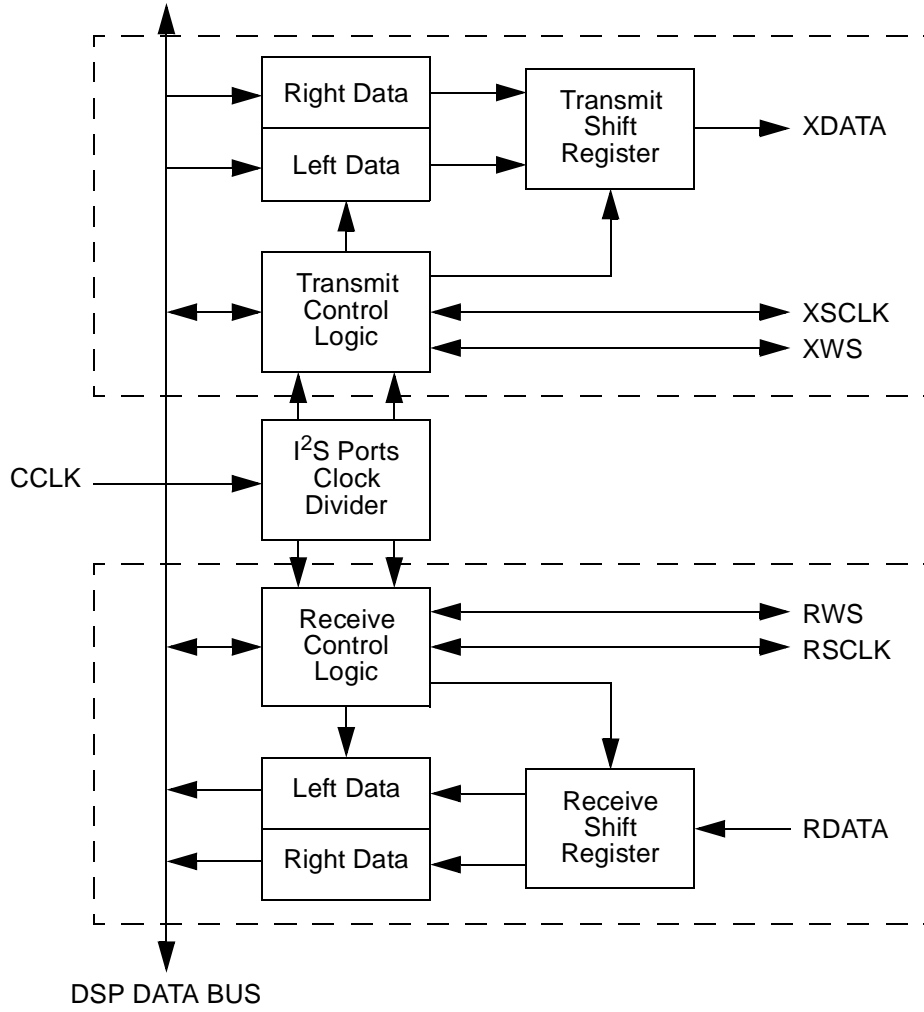 Right Data
Left Data
Transmit
Shift
Register
XDATA
Transmit
Control
Logic
XSCLK
XWS
I²S Ports
Clock
Divider
CCLK
Receive
Control
Logic
RWS
RSCLK
Left Data
Right Data
Receive
Shift
Register
RDATA
DSP DATA BUS